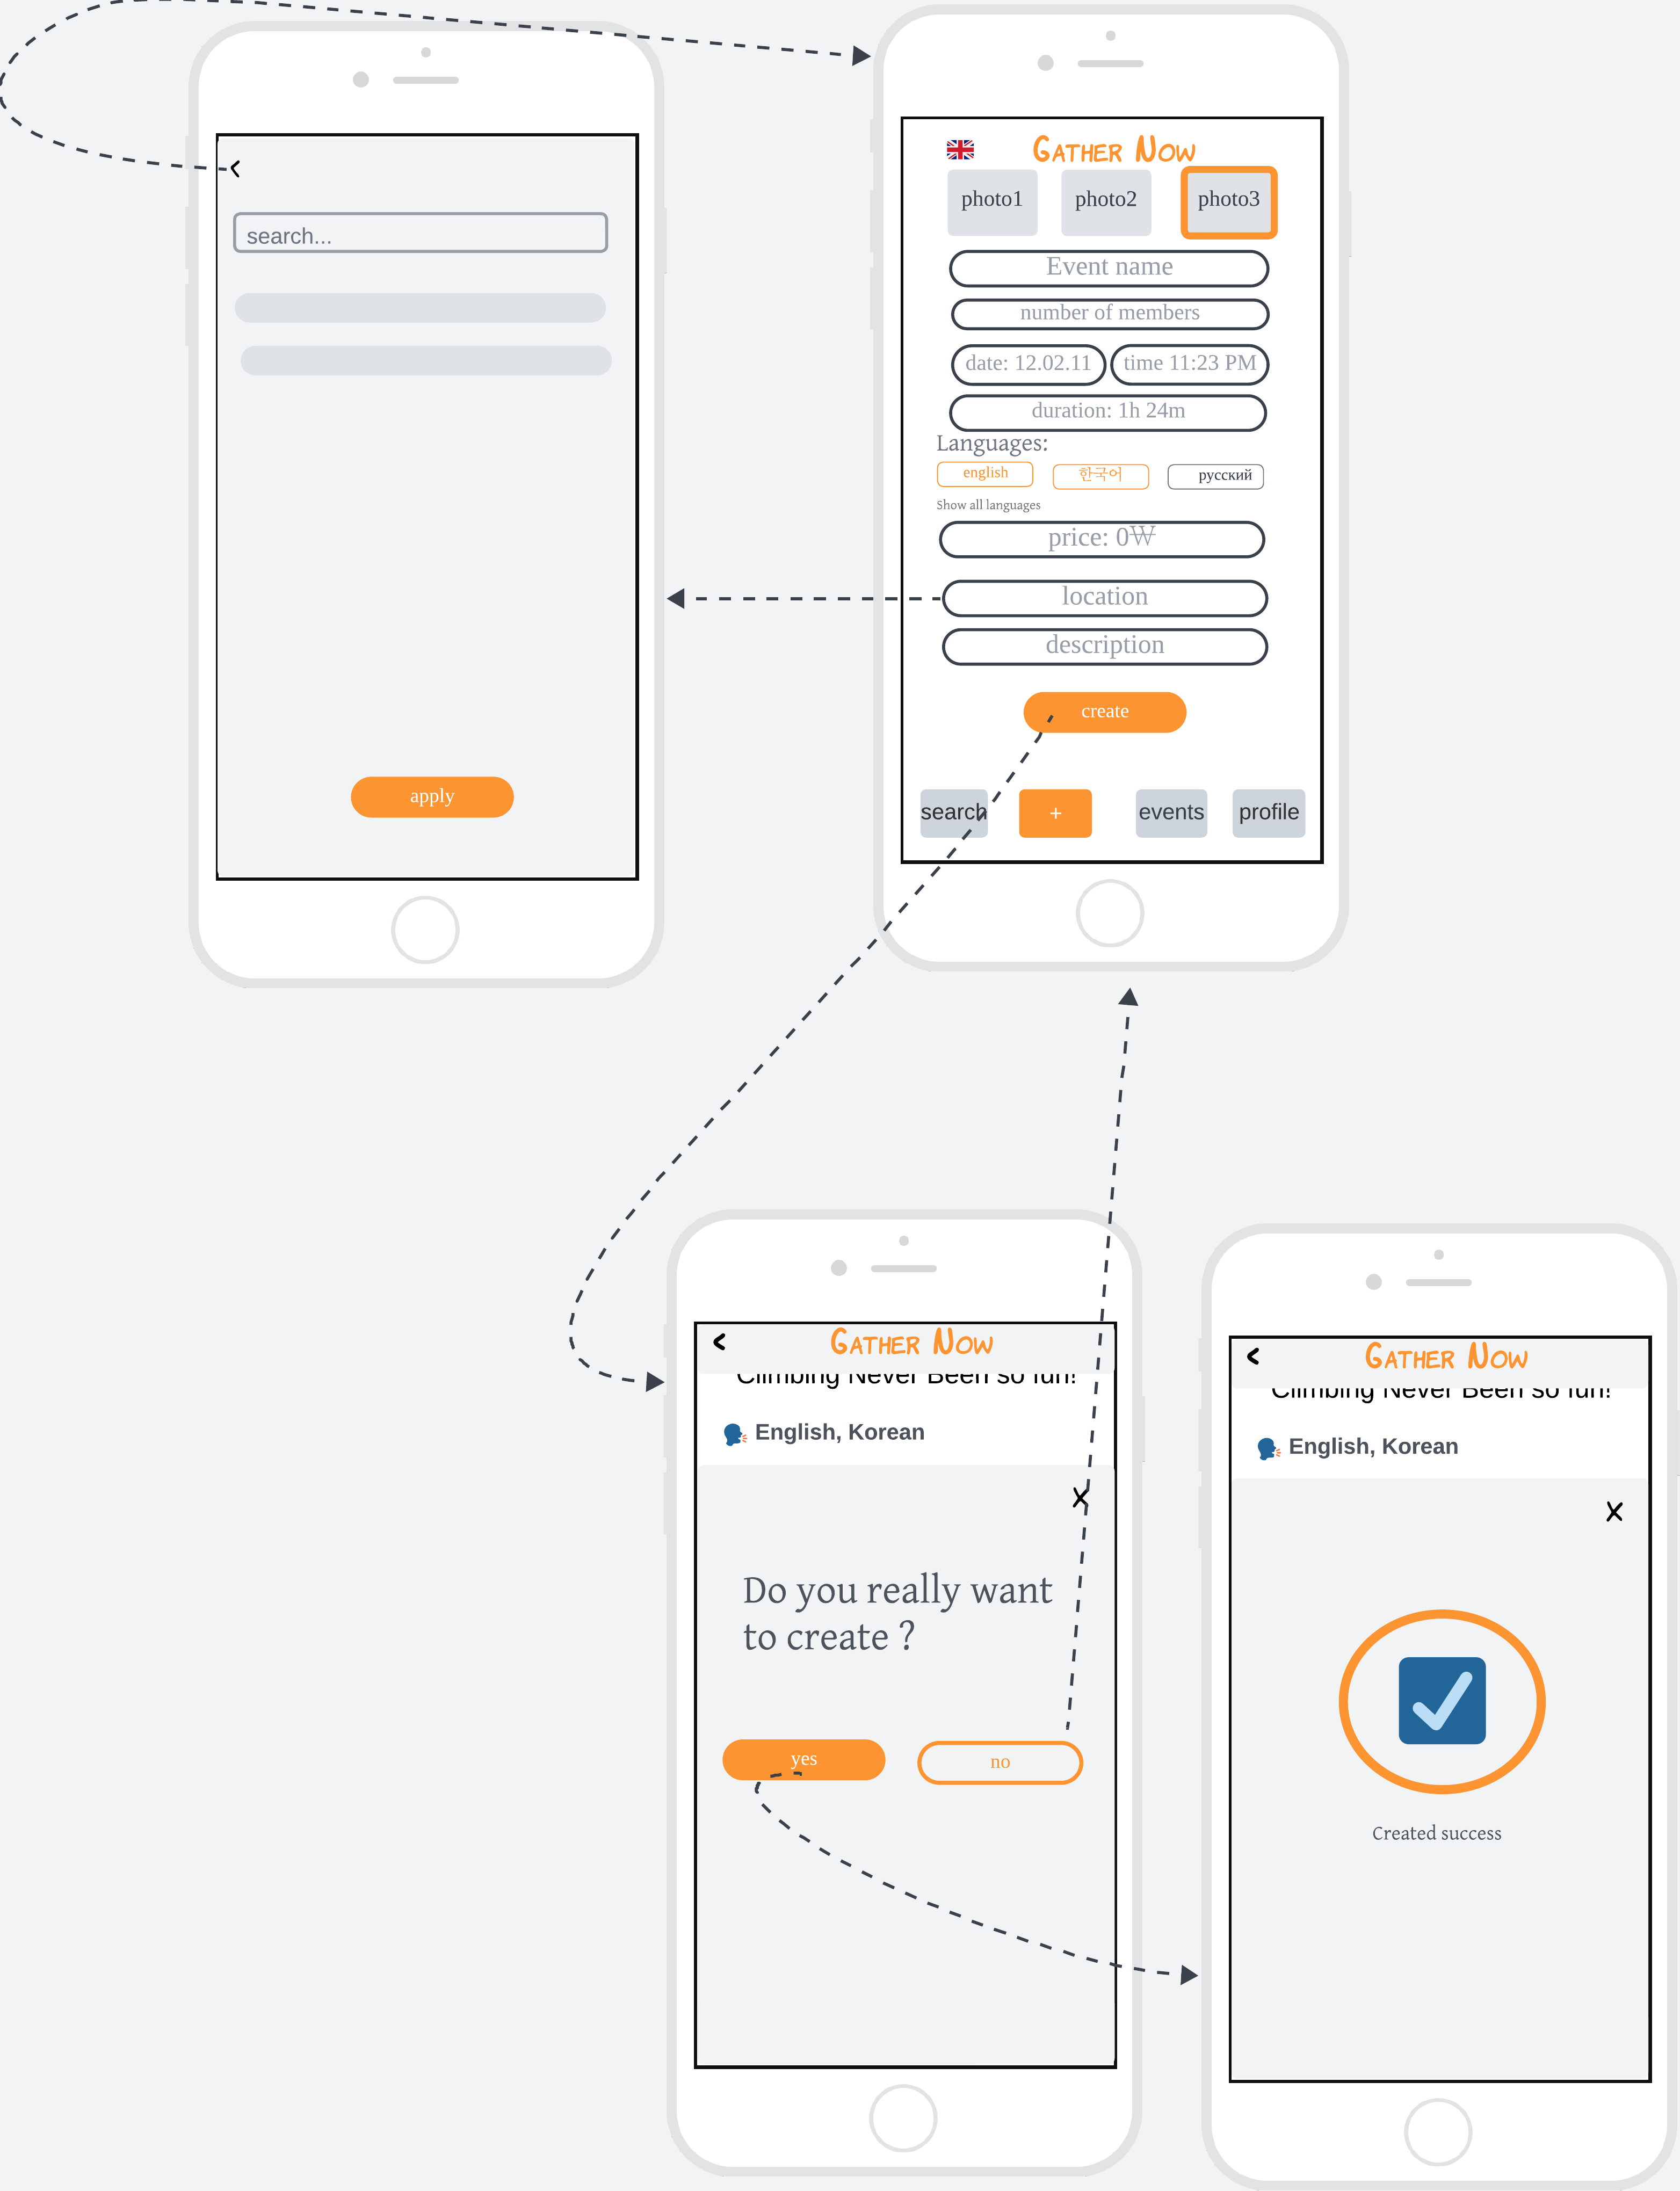 <
search...
apply
GATHER NOW
photo1
photo2
photo3
Event name
number of members
date: 12.02.11
time 11:23 PM
duration: 1h 24m
Languages:
english
한국어
русский
Show all languages
price: 0₩
location
description
create
search
+
events
profile
<
GATHER NOW
Climbing Never Been so fun!
English, Korean
X
Do you really want
to create ?
yes
no
<
GATHER NOW
Climbing Never Been so fun!
English, Korean
X
Created success